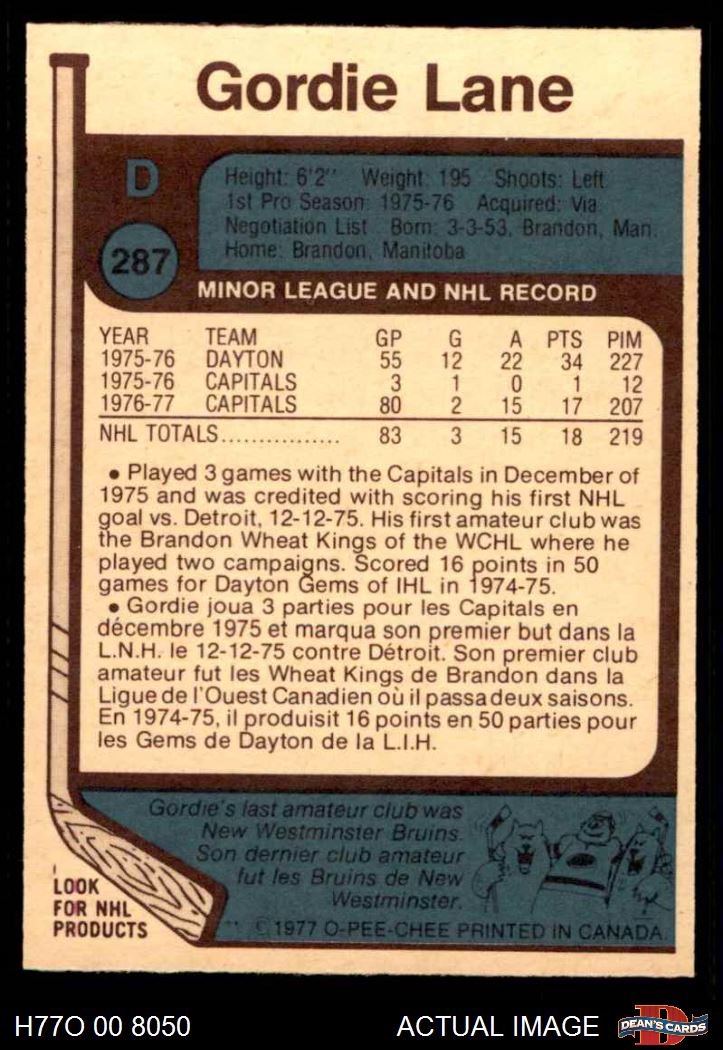 Gordie Lane
D
Height: 6'2'' Weight: 195 Shoots: Left
1st Pro Season: 1975-76 Acquired: Via
Negotiation List Born: 3-3-53, Brandon, Man.
Home: Brandon, Manitoba
287
MINOR LEAGUE AND NHL RECORD
YEAR TEAM GP G A PTS PIM
1975-76 DAYTON 55 12 22 34 227
1975-76 CAPITALS 3 1 0 1 12
1976-77 CAPITALS 80 2 15 17 207
NHL TOTALS................ 83 3 15 18 219
• Played 3 games with the Capitals in December of
1975 and was credited with scoring his first NHL
goal vs. Detroit, 12-12-75. His first amateur club was
the Brandon Wheat Kings of the WCHL where he
played two campaigns. Scored 16 points in 50
games for Dayton Gems of IHL in 1974-75.
• Gordie joua 3 parties pour les Capitals en
décembre 1975 et marqua son premier but dans la
L.N.H. le 12-12-75 contre Détroit. Son premier club
amateur fut les Wheat Kings de Brandon dans la
Ligue de l'Ouest Canadien où il passa deux saisons.
En 1974-75, il produisit 16 points en 50 parties pour
les Gems de Dayton de la L.I.H.
Gordie's last amateur club was
New Westminster Bruins.
Son dernier club amateur
fut les Bruins de New
Westminster.
LOOK
FOR NHL
PRODUCTS
©1977 O-PEE-CHEE PRINTED IN CANADA.
H77O 00 8050
ACTUAL IMAGE
D
DEAN'S CARDS